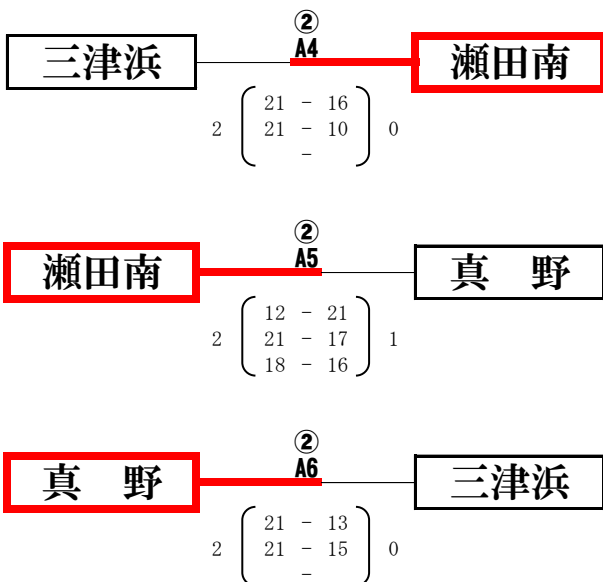 ②
A4
三津浜 瀬田南
21 - 16
2 21 - 10 0
-
②
A5
瀬田南 真 野
12 - 21
2 21 - 17 1
18 - 16
②
A6
真 野 三津浜
21 - 13
2 21 - 15 0
-